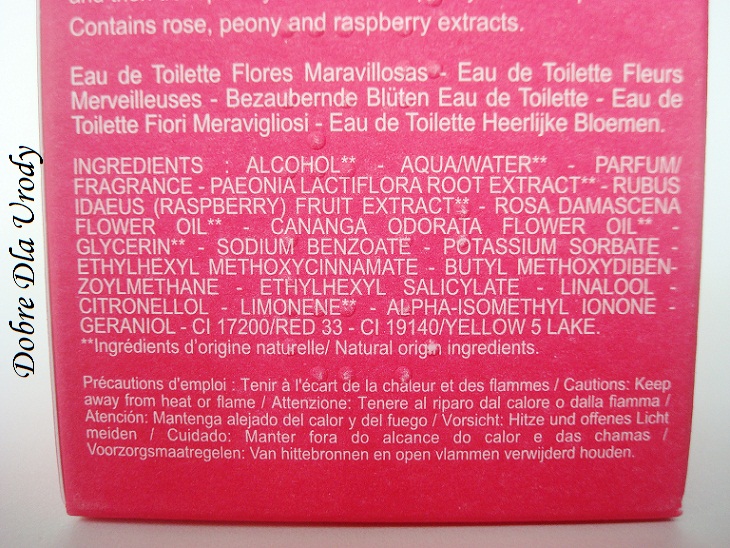 Contains rose, peony and raspberry extracts.
Eau de Toilette Flores Maravillosas - Eau de Toilette Fleurs
Merveilleuses - Bezaubernde Blüten Eau de Toilette - Eau de
Toilette Fiori Meravigliosi - Eau de Toilette Heerlijke Bloemen.
INGREDIENTS : ALCOHOL** - AQUA/WATER** - PARFUM/
FRAGRANCE - PAEONIA LACTIFLORA ROOT EXTRACT** - RUBUS
IDAEUS (RASPBERRY) FRUIT EXTRACT** - ROSA DAMASCENA
FLOWER OIL** - CANANGA ODORATA FLOWER OIL** -
GLYCERIN** - SODIUM BENZOATE - POTASSIUM SORBATE -
ETHYLHEXYL METHOXYCINNAMATE - BUTYL METHOXYDIBEN-
ZOYLMETHANE - ETHYLHEXYL SALICYLATE - LINALOOL -
CITRONELLOL - LIMONENE** - ALPHA-ISOMETHYL IONONE -
GERANIOL - CI 17200/RED 33 - CI 19140/YELLOW 5 LAKE.
**Ingrédients d'origine naturelle/ Natural origin ingredients.
Précautions d'emploi : Tenir à l'écart de la chaleur et des flammes / Cautions: Keep
away from heat or flame / Attenzione: Tenere al riparo dal calore o dalla fiamma /
Atención: Mantenga alejado del calor y del fuego / Vorsicht: Hitze und offenes Licht
meiden / Cuidado: Manter fora do alcance do calor e das chamas /
Voorzorgsmaatregelen: Van hittebronnen en open vlammen verwijderd houden.
Dobre Dla Urody